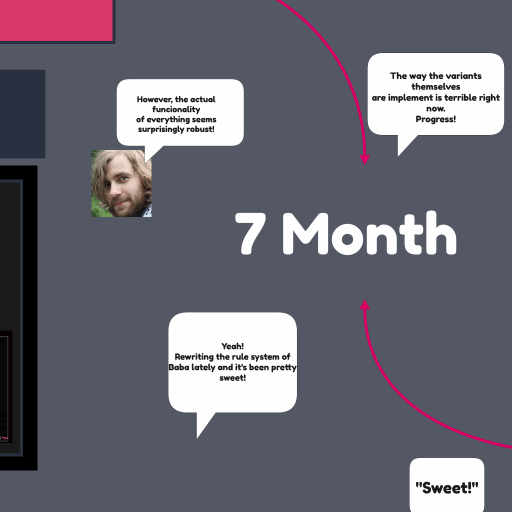 The way the variants
themselves
are implement is terrible right
now.
Progress!
However, the actual
funcionality
of everything seems
surprisingly robust!
7 Month
Yeah!
Rewriting the rule system of
Baba lately and it's been pretty
sweet!
"Sweet!"